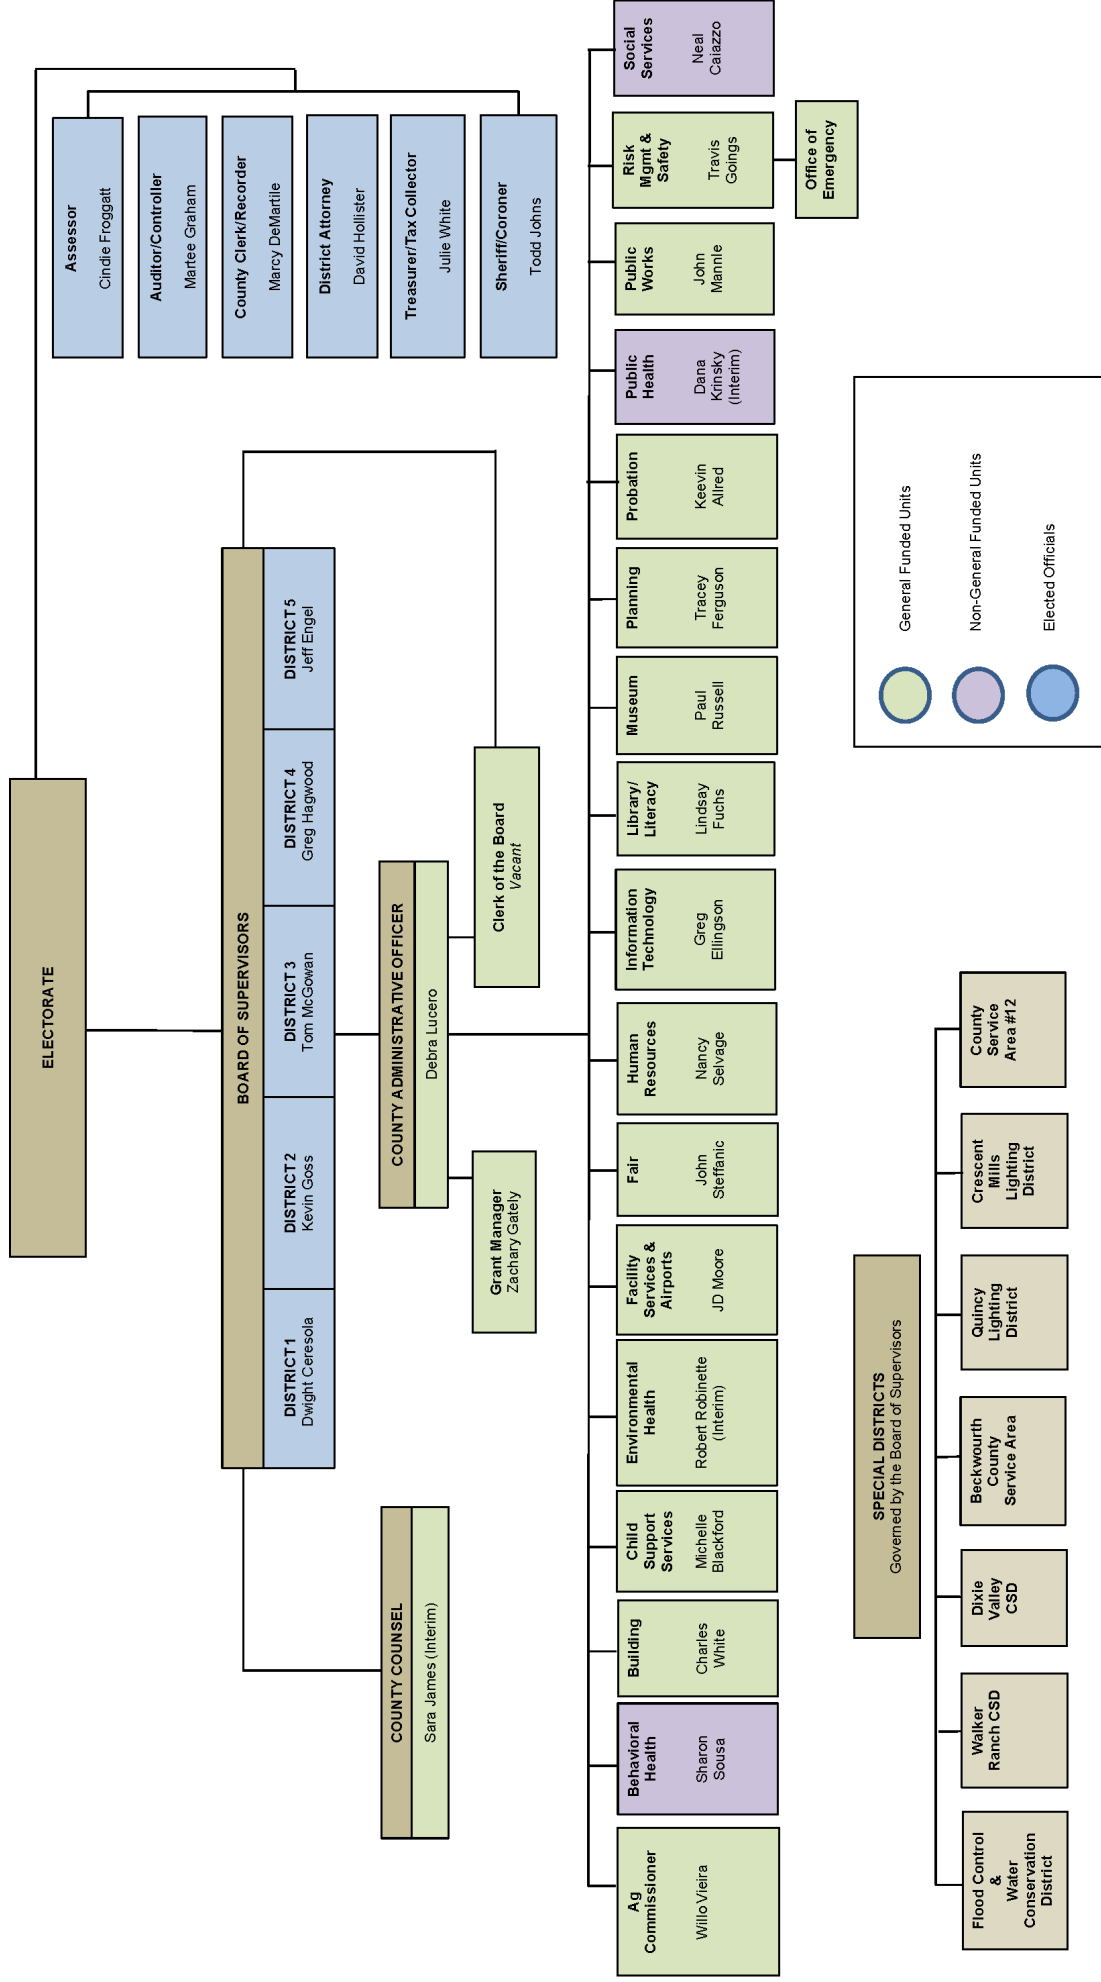 ELECTORATE
Assessor
Cindie Froggatt
Auditor/Controller
Martee Graham
County Clerk/Recorder
Marcy DeMartile
District Attorney
David Hollister
Treasurer/Tax Collector
Julie White
Sheriff/Coroner
Todd Johns
BOARD OF SUPERVISORS
DISTRICT 1
Dwight Ceresola
DISTRICT 2
Kevin Goss
DISTRICT 3
Tom McGowan
DISTRICT 4
Greg Hagwood
DISTRICT 5
Jeff Engel
COUNTY COUNSEL
Sara James (Interim)
COUNTY ADMINISTRATIVE OFFICER
Debra Lucero
Grant Manager
Zachary Gately
Clerk of the Board
Vacant
Ag
Commissioner
Willo Vieira
Behavioral
Health
Sharon
Sousa
Building
Charles
White
Child
Support
Services
Michelle
Blackford
Environmental
Health
Robert Robinette
(Interim)
Facility
Services &
Airports
JD Moore
Fair
John
Steffanic
Human
Resources
Nancy
Selvage
Information
Technology
Greg
Ellingson
Library/
Literacy
Lindsay
Fuchs
Museum
Paul
Russell
Planning
Tracey
Ferguson
Probation
Keevin
Allred
Public
Health
Dana
Krinsky
(Interim)
Public
Works
John
Mannle
Risk
Mgmt &
Safety
Travis
Goings
Social
Services
Neal
Caiazzo
Office of
Emergency
SPECIAL DISTRICTS
Governed by the Board of Supervisors
Flood Control
&
Water
Conservation
District
Walker
Ranch CSD
Dixie
Valley
CSD
Beckwourth
County
Service Area
Quincy
Lighting
District
Crescent
Mills
Lighting
District
County
Service
Area #12
General Funded Units
Non-General Funded Units
Elected Officials